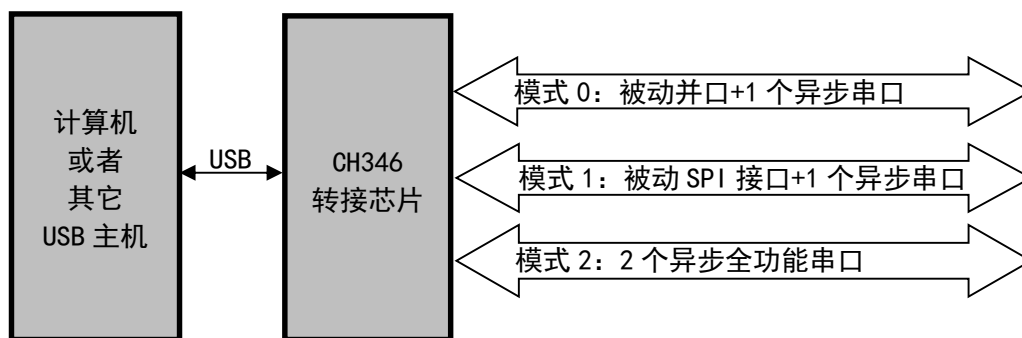 计算机
或者
其它
USB 主机
USB
CH346
转接芯片
模式 0：被动并口+1 个异步串口
模式 1：被动 SPI 接口+1 个异步串口
模式 2：2 个异步全功能串口